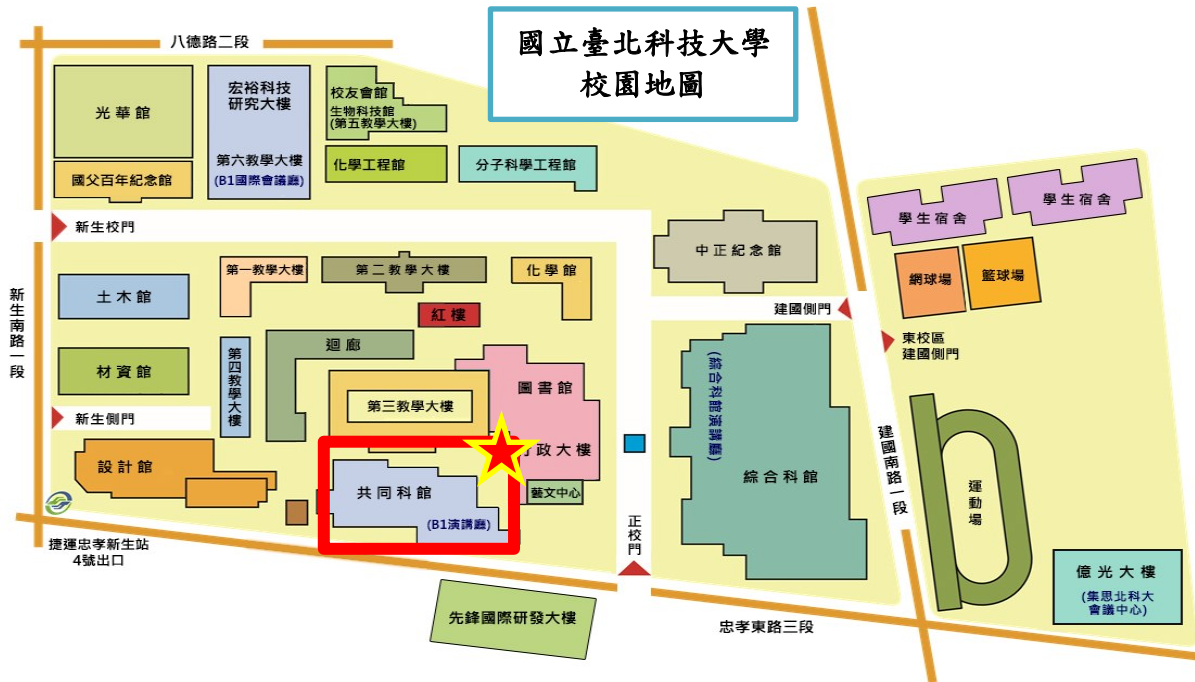 國立臺北科技大學
校園地圖
八德路二段
光華館
宏裕科技
研究大樓
第六教學大樓
(B1國際會議廳)
校友會館
生物科技館
(第五教學大樓)
國父百年紀念館
化學工程館
分子科學工程館
新生校門
中正紀念館
學生宿舍
學生宿舍
網球場
籃球場
新生南路一段
土木館
第一教學大樓
第二教學大樓
化學館
紅樓
建國側門
東校區
建國側門
材資館
第四教學大樓
迴廊
圖書館
(綜合科館演講廳)
第三教學大樓
新生側門
行政大樓
設計館
共同科館
(B1演講廳)
藝文中心
綜合科館
建國南路一段
運動場
正校門
捷運忠孝新生站
4號出口
億光大樓
(集思北科大
會議中心)
先鋒國際研發大樓
忠孝東路三段